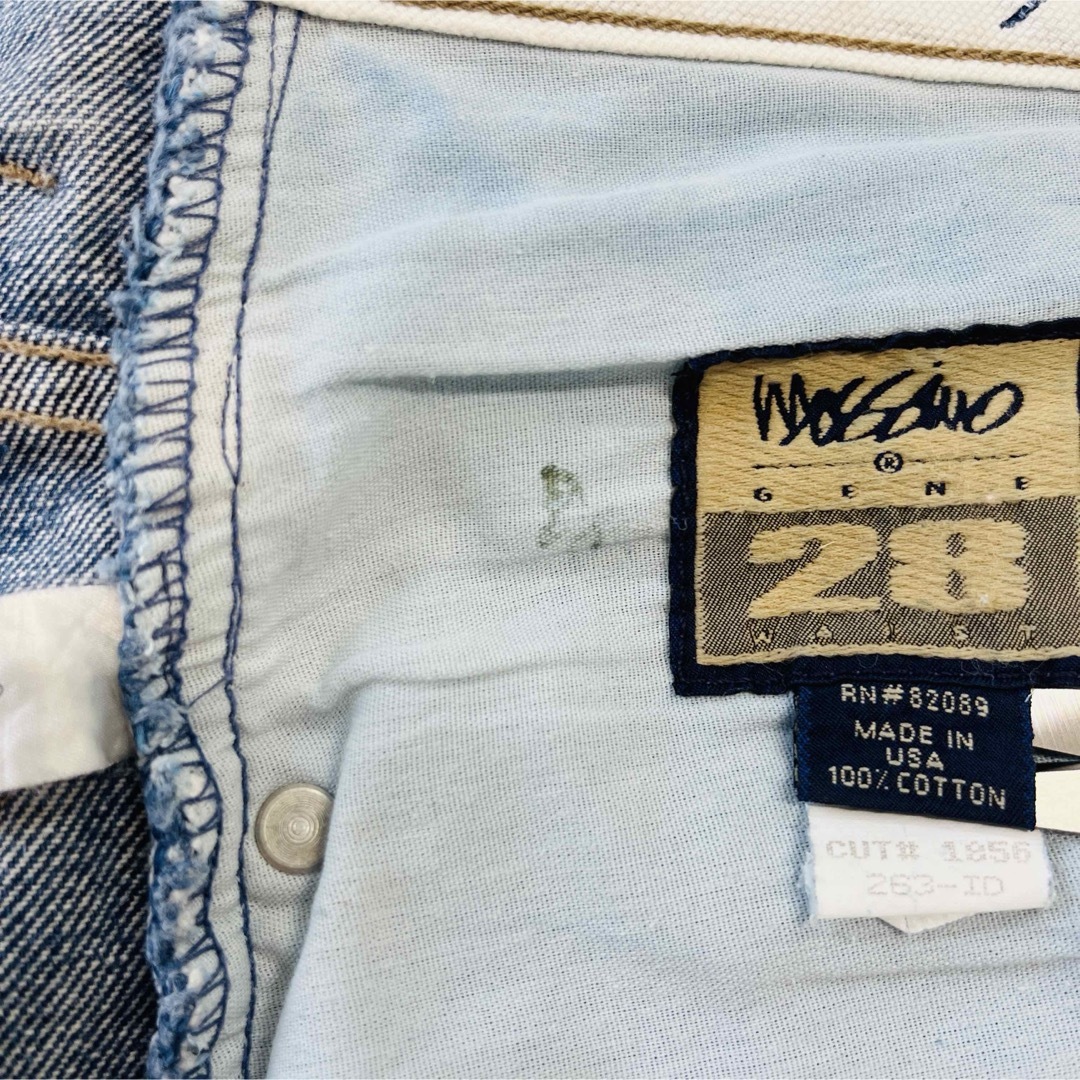 Mossimo
®
GENE
28
WAIST
RN#82089
MADE IN
USA
100% COTTON
CUT# 1856
263-ID